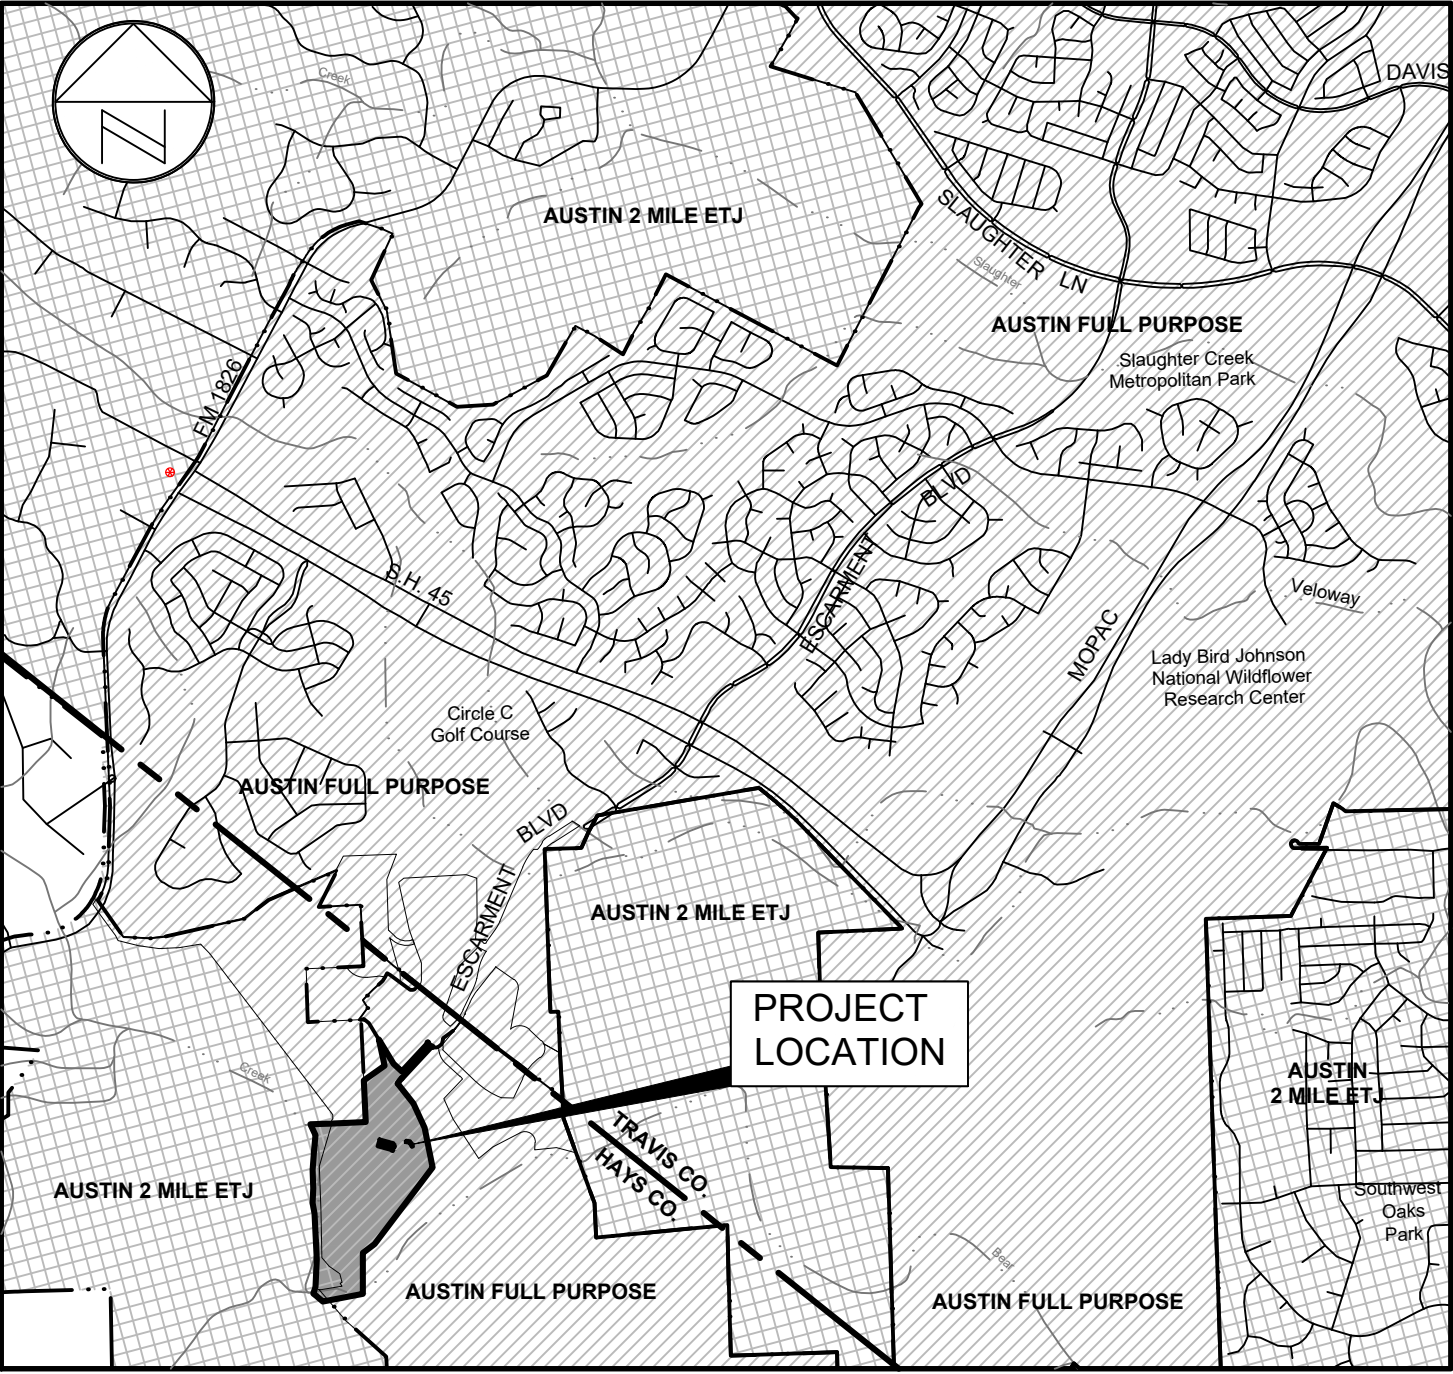 N
Creek
DAVIS
AUSTIN 2 MILE ETJ
SLAUGHTER LN
Slaughter
AUSTIN FULL PURPOSE
Slaughter Creek
Metropolitan Park
FM 1826
BLVD
ESCARMENT
S.H. 45
Veloway
MOPAC
Lady Bird Johnson
National Wildflower
Research Center
Circle C
Golf Course
AUSTIN FULL PURPOSE
BLVD
ESCARMENT
AUSTIN 2 MILE ETJ
PROJECT
LOCATION
Creek
AUSTIN
2 MILE ETJ
TRAVIS CO.
HAYS CO.
AUSTIN 2 MILE ETJ
Southwest
Oaks
Park
Bear
AUSTIN FULL PURPOSE
AUSTIN FULL PURPOSE